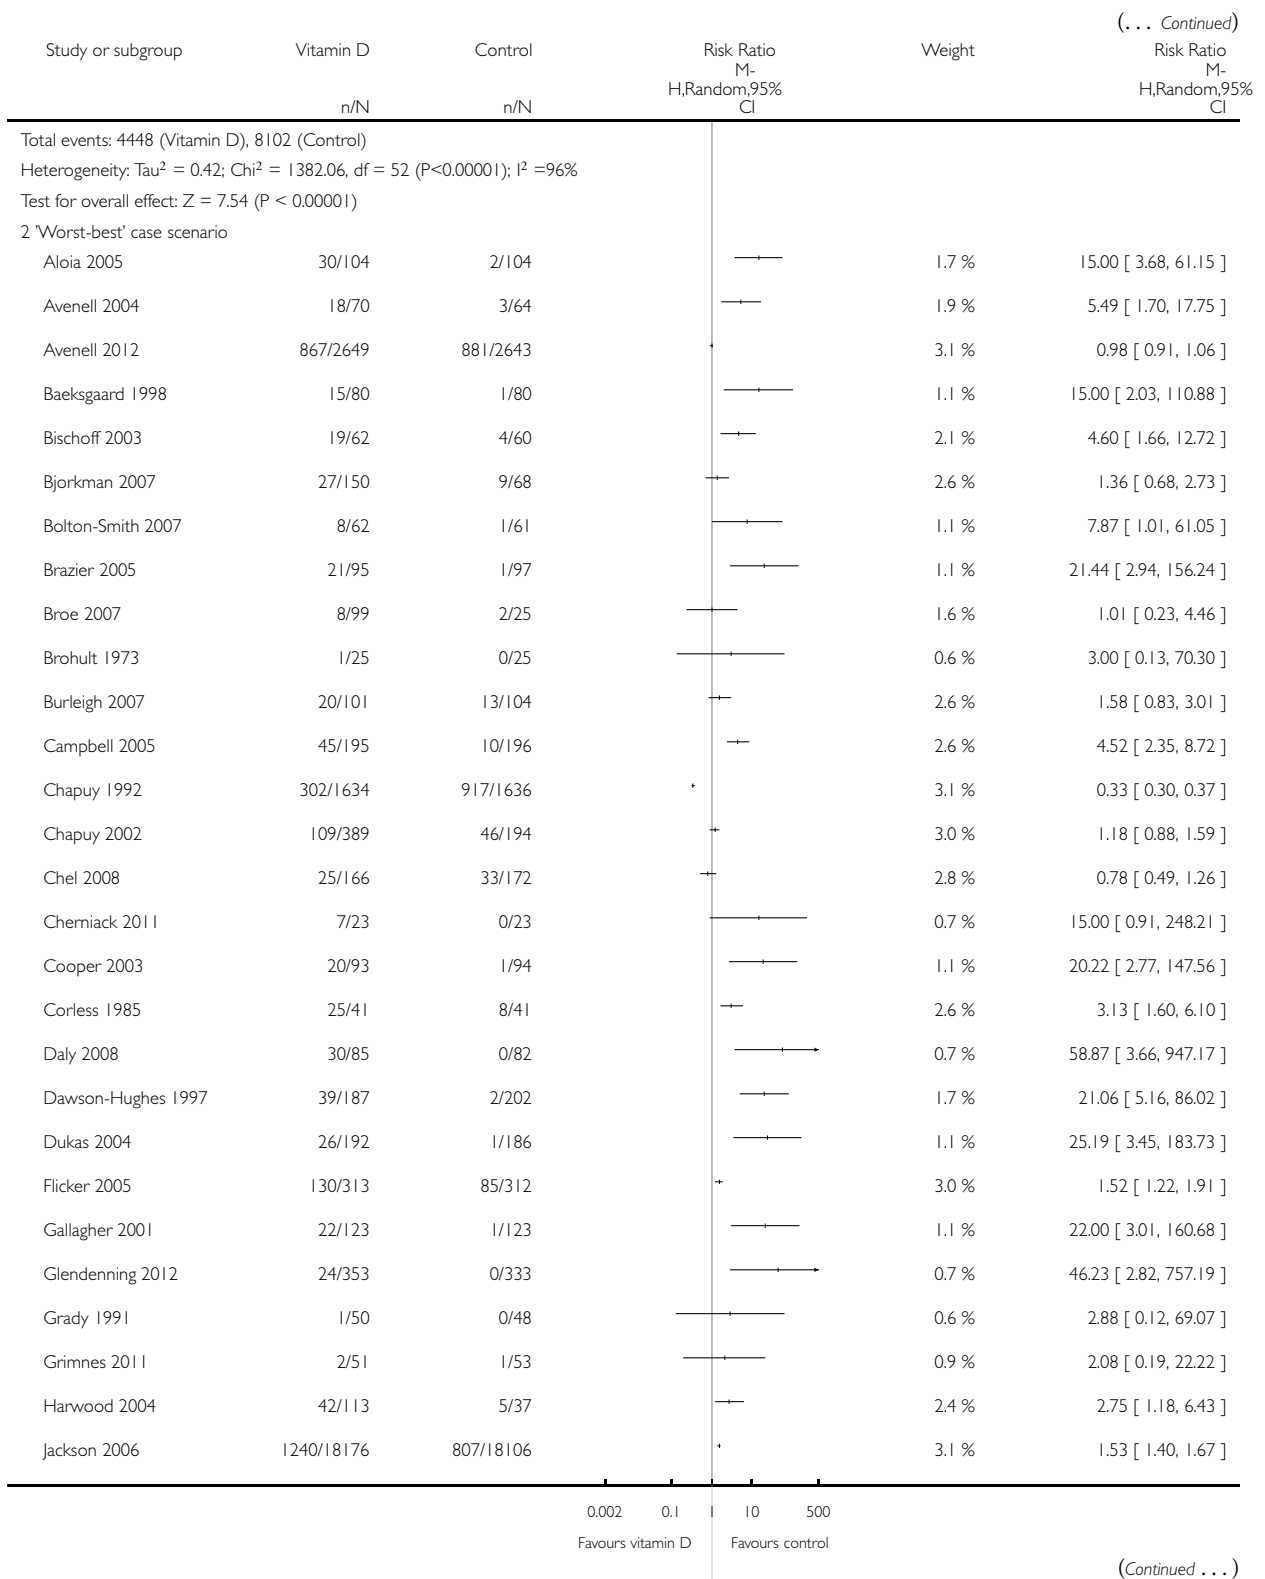 (... Continued)
Study or subgroup Vitamin D Control Risk Ratio Weight Risk Ratio
M- M-
H,Random,95% H,Random,95%
n/N n/N CI CI
Total events: 4448 (Vitamin D), 8102 (Control)
Heterogeneity: Tau² = 0.42; Chi² = 1382.06, df = 52 (P<0.00001); I² =96%
Test for overall effect: Z = 7.54 (P < 0.00001)
2 'Worst-best' case scenario
Aloia 2005 30/104 2/104 1.7 % 15.00 [ 3.68, 61.15 ]
Avenell 2004 18/70 3/64 1.9 % 5.49 [ 1.70, 17.75 ]
Avenell 2012 867/2649 881/2643 3.1 % 0.98 [ 0.91, 1.06 ]
Baeksgaard 1998 15/80 1/80 1.1 % 15.00 [ 2.03, 110.88 ]
Bischoff 2003 19/62 4/60 2.1 % 4.60 [ 1.66, 12.72 ]
Bjorkman 2007 27/150 9/68 2.6 % 1.36 [ 0.68, 2.73 ]
Bolton-Smith 2007 8/62 1/61 1.1 % 7.87 [ 1.01, 61.05 ]
Brazier 2005 21/95 1/97 1.1 % 21.44 [ 2.94, 156.24 ]
Broe 2007 8/99 2/25 1.6 % 1.01 [ 0.23, 4.46 ]
Brohult 1973 1/25 0/25 0.6 % 3.00 [ 0.13, 70.30 ]
Burleigh 2007 20/101 13/104 2.6 % 1.58 [ 0.83, 3.01 ]
Campbell 2005 45/195 10/196 2.6 % 4.52 [ 2.35, 8.72 ]
Chapuy 1992 302/1634 917/1636 3.1 % 0.33 [ 0.30, 0.37 ]
Chapuy 2002 109/389 46/194 3.0 % 1.18 [ 0.88, 1.59 ]
Chel 2008 25/166 33/172 2.8 % 0.78 [ 0.49, 1.26 ]
Cherniack 2011 7/23 0/23 0.7 % 15.00 [ 0.91, 248.21 ]
Cooper 2003 20/93 1/94 1.1 % 20.22 [ 2.77, 147.56 ]
Corless 1985 25/41 8/41 2.6 % 3.13 [ 1.60, 6.10 ]
Daly 2008 30/85 0/82 0.7 % 58.87 [ 3.66, 947.17 ]
Dawson-Hughes 1997 39/187 2/202 1.7 % 21.06 [ 5.16, 86.02 ]
Dukas 2004 26/192 1/186 1.1 % 25.19 [ 3.45, 183.73 ]
Flicker 2005 130/313 85/312 3.0 % 1.52 [ 1.22, 1.91 ]
Gallagher 2001 22/123 1/123 1.1 % 22.00 [ 3.01, 160.68 ]
Glendenning 2012 24/353 0/333 0.7 % 46.23 [ 2.82, 757.19 ]
Grady 1991 1/50 0/48 0.6 % 2.88 [ 0.12, 69.07 ]
Grimnes 2011 2/51 1/53 0.9 % 2.08 [ 0.19, 22.22 ]
Harwood 2004 42/113 5/37 2.4 % 2.75 [ 1.18, 6.43 ]
Jackson 2006 1240/18176 807/18106 3.1 % 1.53 [ 1.40, 1.67 ]
0.002 0.1 1 10 500
Favours vitamin D Favours control
(Continued ...)